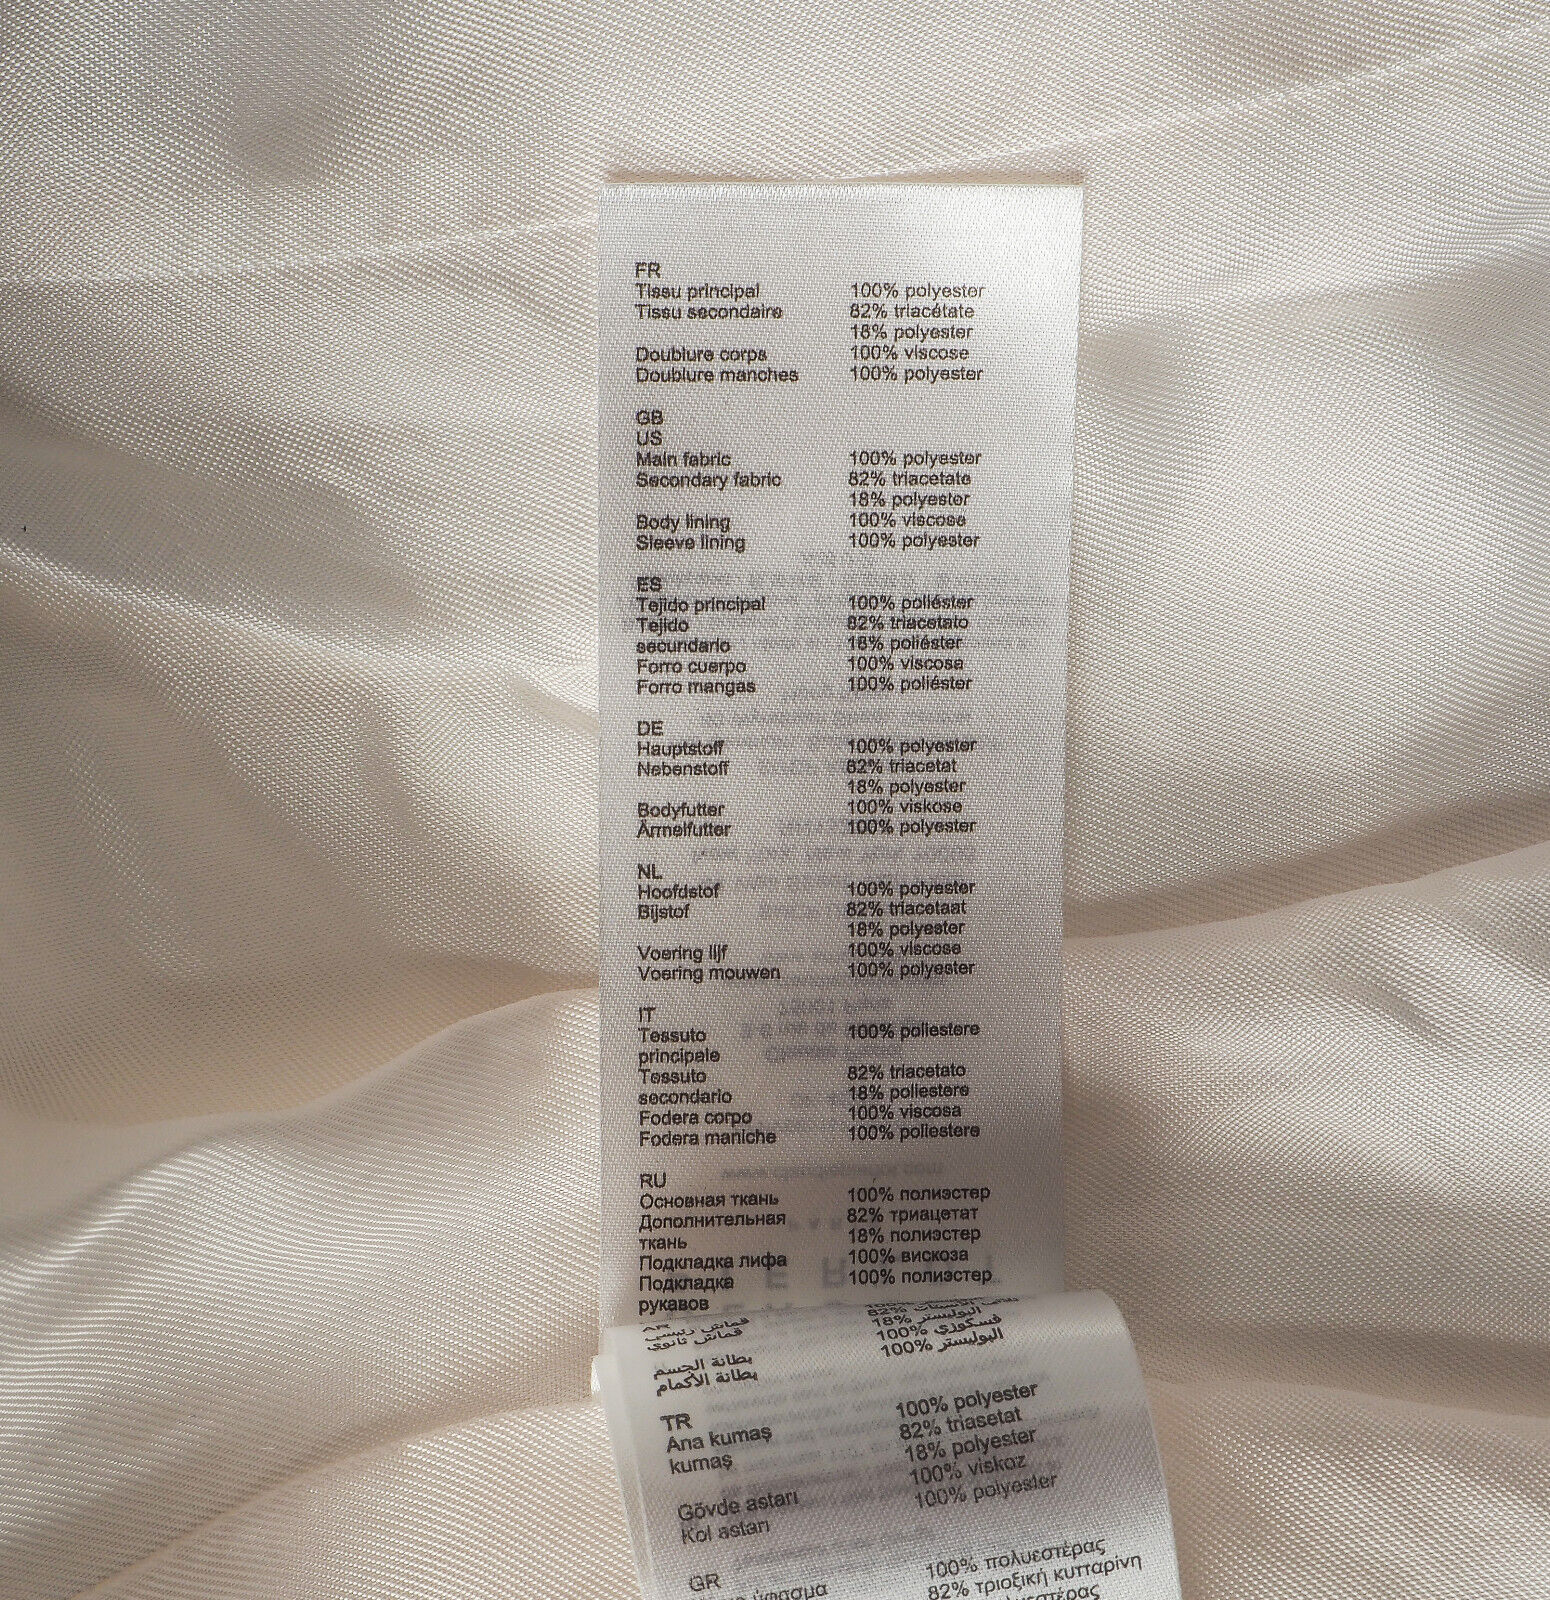 FR
Tissu principal 100% polyester
Tissu secondaire 82% triacétate
18% polyester
Doublure corps 100% viscose
Doublure manches 100% polyester
GB
US
Main fabric 100% polyester
Secondary fabric 82% triacetate
18% polyester
Body lining 100% viscose
Sleeve lining 100% polyester
ES
Tejido principal 100% poliéster
Tejido 82% triacetato
secundario 18% poliéster
Forro cuerpo 100% viscosa
Forro mangas 100% poliéster
DE
Hauptstoff 100% polyester
Nebenstoff 82% triacetat
18% polyester
Bodyfutter 100% viskose
Ärmelfutter 100% polyester
NL
Hoofdstof 100% polyester
Bijstof 82% triacetaat
18% polyester
Voering lijf 100% viscose
Voering mouwen 100% polyester
IT
Tessuto 100% poliestere
principale
Tessuto 82% triacetato
secondario 18% poliestere
Fodera corpo 100% viscosa
Fodera maniche 100% poliestere
RU
Основная ткань 100% полиэстер
Дополнительная 82% триацетат
ткань 18% полиэстер
Подкладка лифа 100% вискоза
Подкладка 100% полиэстер
рукавов
AR
قماش رئيسي 82%
قماش ثانوي 18% البوليستر
100% فسكوزي
بطانة الجسم 100% البوليستر
بطانة الأكمام
TR
Ana kumaş 100% polyester
kumaş 82% triasetat
18% polyester
Gövde astarı 100% viskoz
Kol astarı 100% polyester
GR
ύφασμα 100% πολυεστέρας
82% τριοξική κυτταρίνη